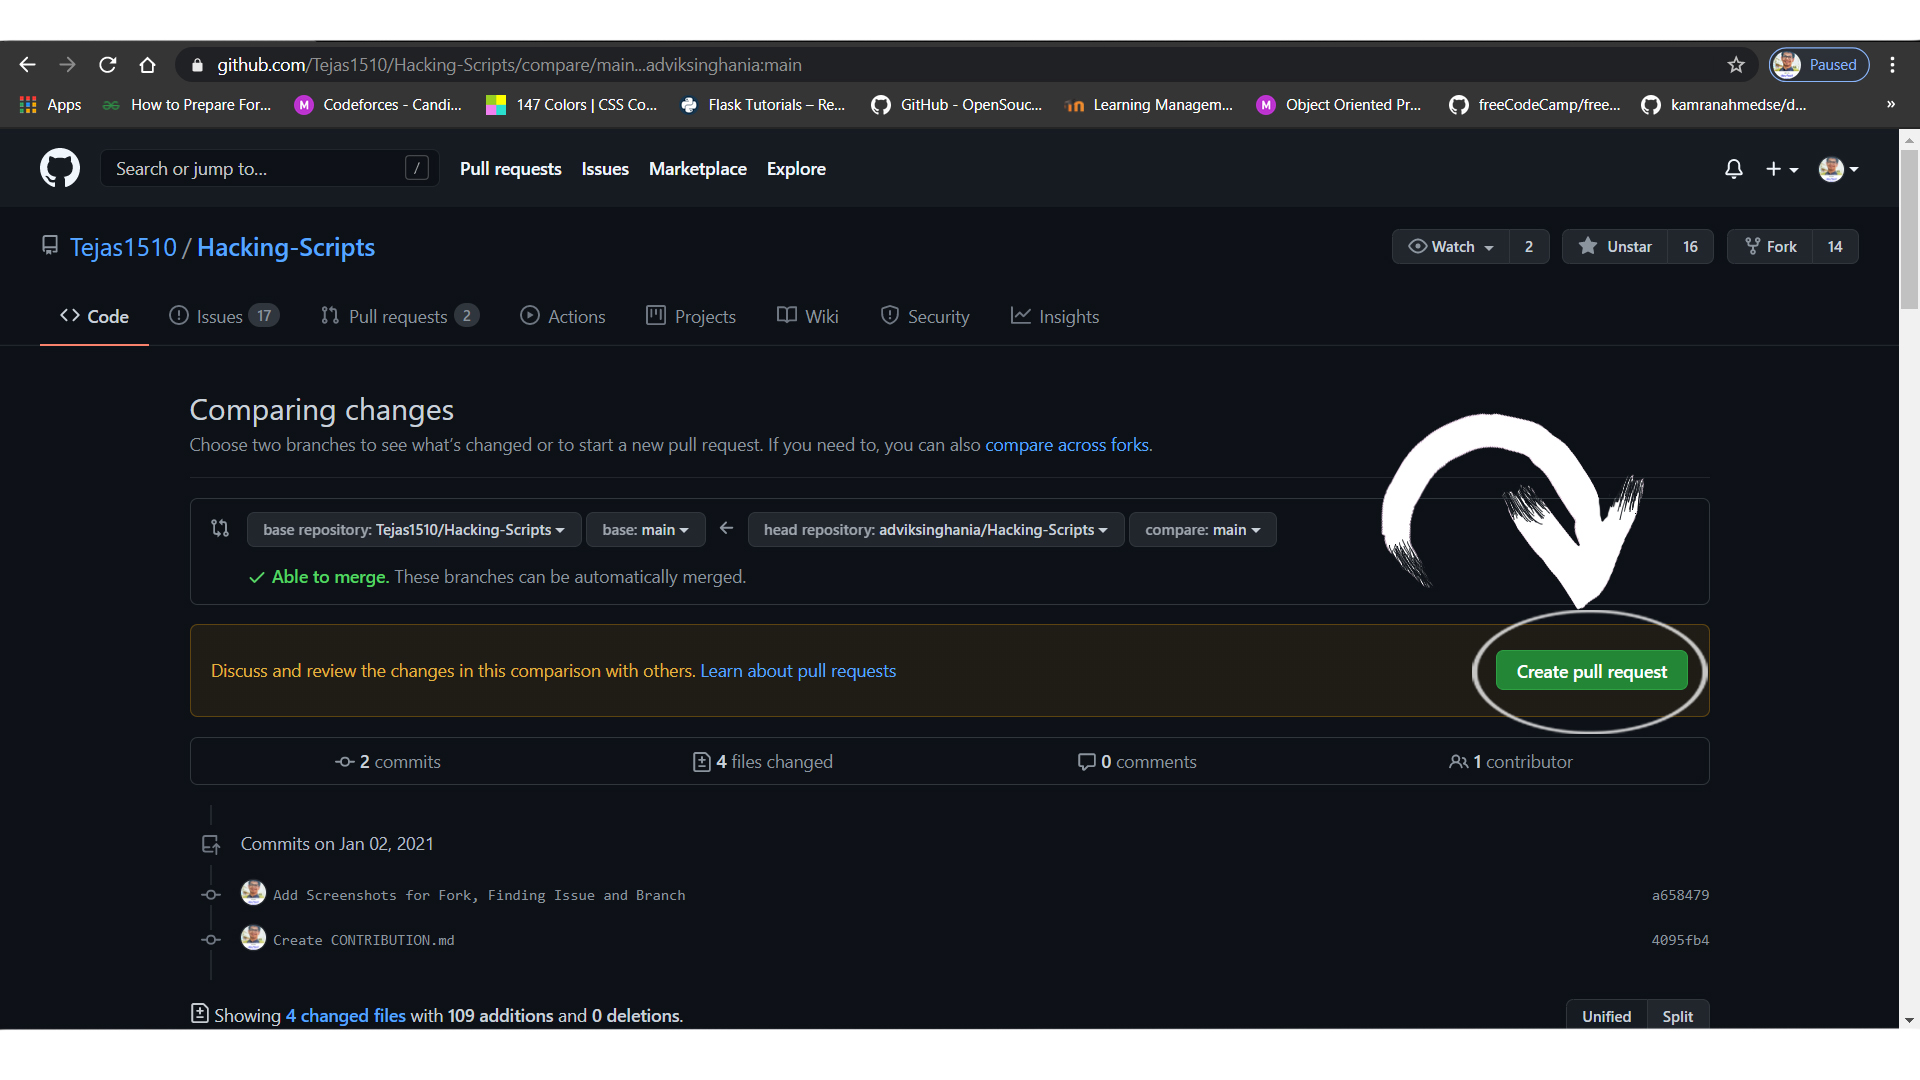 github.com/Tejas1510/Hacking-Scripts/compare/main...adviksinghania:main
Paused
Apps
How to Prepare For...
M
Codeforces - Candi...
147 Colors | CSS Co...
Flask Tutorials – Re...
GitHub - OpenSouc...
Learning Managem...
M
Object Oriented Pr...
freeCodeCamp/free...
kamranahmedse/d...
»
Search or jump to...
/
Pull requests
Issues
Marketplace
Explore
Tejas1510 / Hacking-Scripts
Watch
2
Unstar
16
Fork
14
Code
Issues 17
Pull requests 2
Actions
Projects
Wiki
Security
Insights
Comparing changes
Choose two branches to see what's changed or to start a new pull request. If you need to, you can also compare across forks.
base repository: Tejas1510/Hacking-Scripts
base: main
head repository: adviksinghania/Hacking-Scripts
compare: main
Able to merge. These branches can be automatically merged.
Discuss and review the changes in this comparison with others. Learn about pull requests
Create pull request
2 commits
4 files changed
0 comments
1 contributor
Commits on Jan 02, 2021
Add Screenshots for Fork, Finding Issue and Branch
a658479
Create CONTRIBUTION.md
4095fb4
Showing 4 changed files with 109 additions and 0 deletions.
Unified
Split